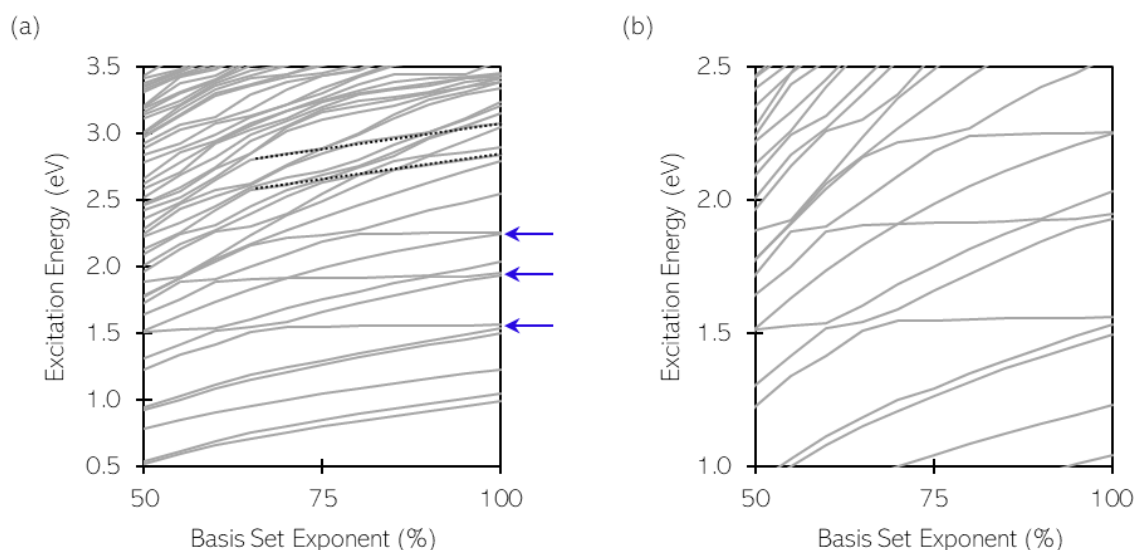 (a)
(b)
3.5
3.0
2.5
2.0
1.5
1.0
0.5
Excitation Energy (eV)
50
75
100
Basis Set Exponent (%)
2.5
2.0
1.5
1.0
Excitation Energy (eV)
50
75
100
Basis Set Exponent (%)